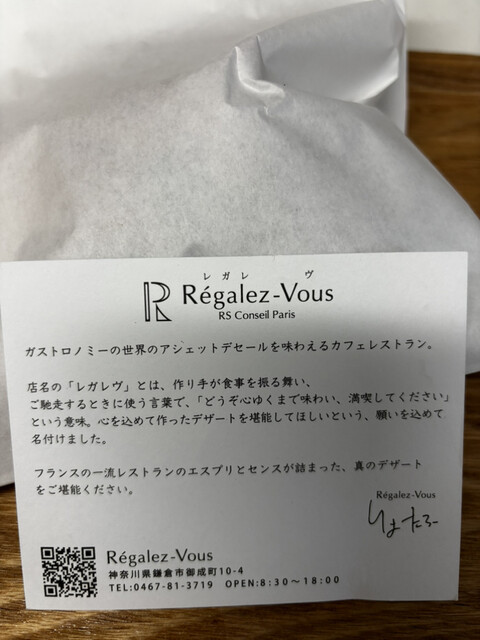 レガレ ヴ
R Régalez-Vous
RS Conseil Paris
ガストロノミーの世界のアシェットデセールを味わえるカフェレストラン。
店名の「レガレヴ」とは、作り手が食事を振る舞い、
ご馳走するときに使う言葉で、「どうぞ心ゆくまで味わい、満喫してください」
という意味。心を込めて作ったデザートを堪能してほしいという、願いを込めて
名付けました。
フランスの一流レストランのエスプリとセンスが詰まった、真のデザート
をご堪能ください。
Régalez-Vous
りょたろー
Régalez-Vous
神奈川県鎌倉市御成町10-4
TEL:0467-81-3719 OPEN:8:30〜18:00